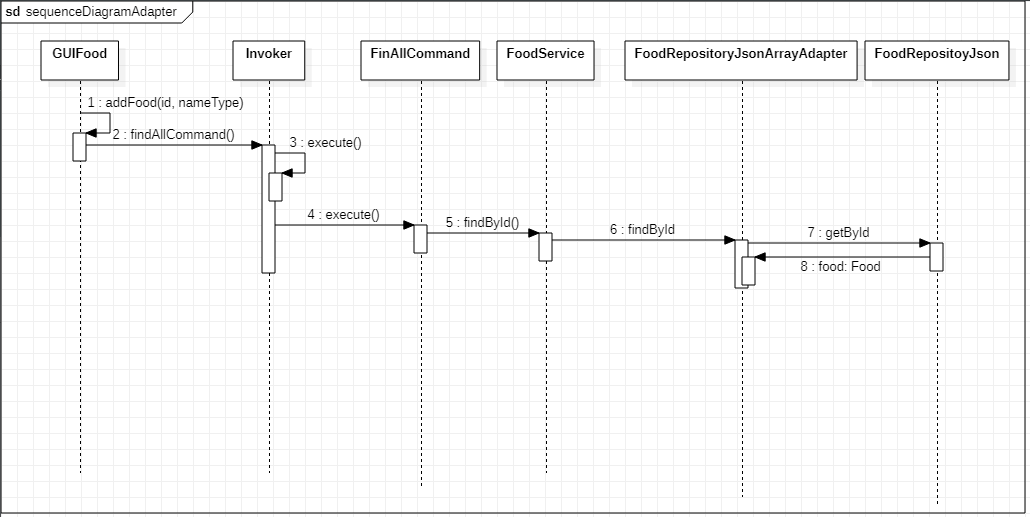 sd sequenceDiagramAdapter
GUIFood
Invoker
FinAllCommand
FoodService
FoodRepositoryJsonArrayAdapter
FoodRepositoyJson
1 : addFood(id, nameType)
2 : findAllCommand()
3 : execute()
4 : execute()
5 : findById()
6 : findById
7 : getById
8 : food: Food